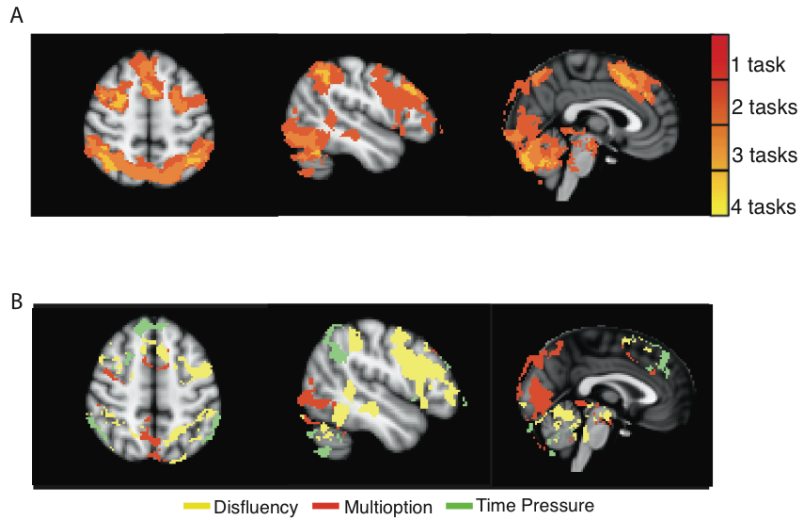 A
1 task
2 tasks
3 tasks
4 tasks
B
Disfluency Multioption Time Pressure